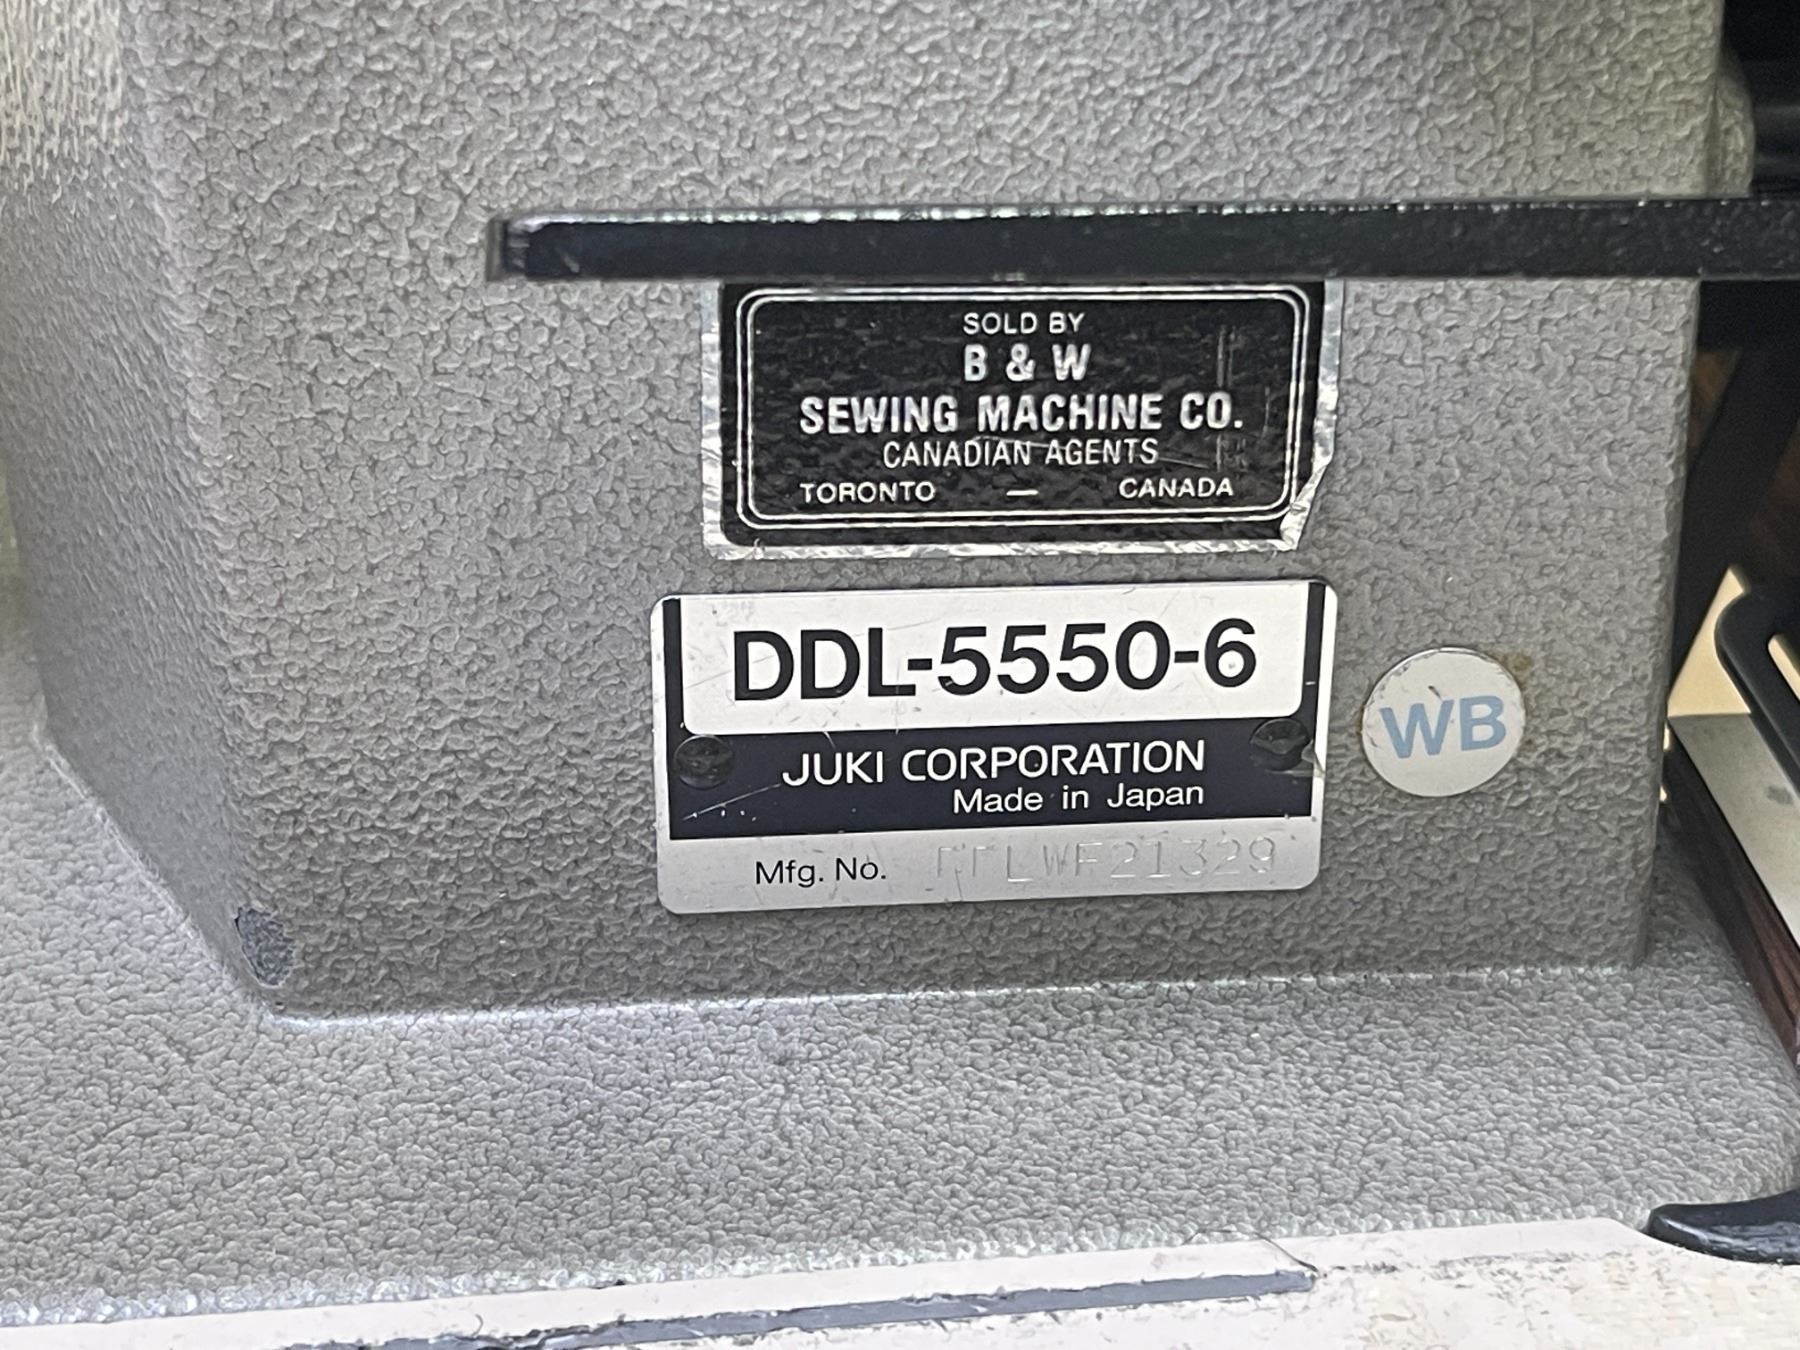 SOLD BY
B & W
SEWING MACHINE CO.
CANADIAN AGENTS
TORONTO — CANADA
DDL-5550-6
JUKI CORPORATION
Made in Japan
Mfg. No.
WB